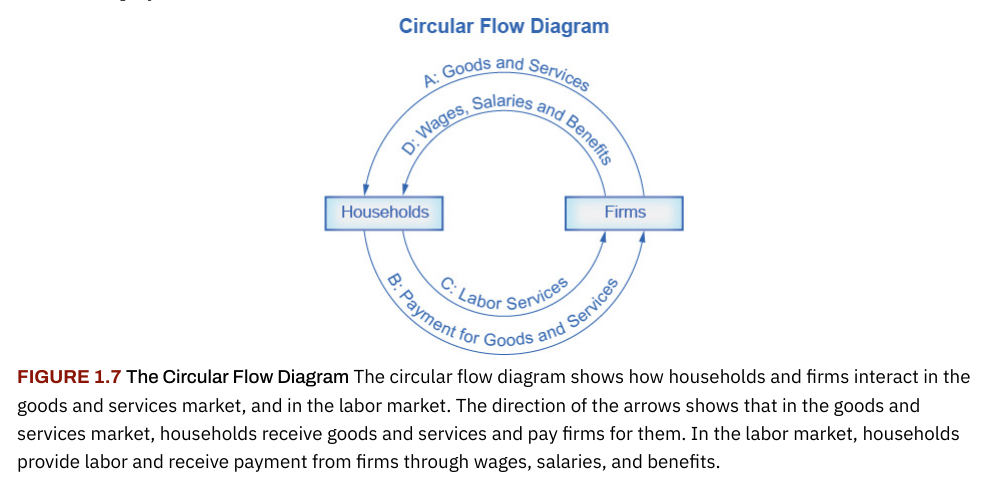 Circular Flow Diagram
A: Goods and Services
D: Wages, Salaries and Benefits
Households
Firms
C: Labor Services
B: Payment for Goods and Services
FIGURE 1.7 The Circular Flow Diagram The circular flow diagram shows how households and firms interact in the
goods and services market, and in the labor market. The direction of the arrows shows that in the goods and
services market, households receive goods and services and pay firms for them. In the labor market, households
provide labor and receive payment from firms through wages, salaries, and benefits.